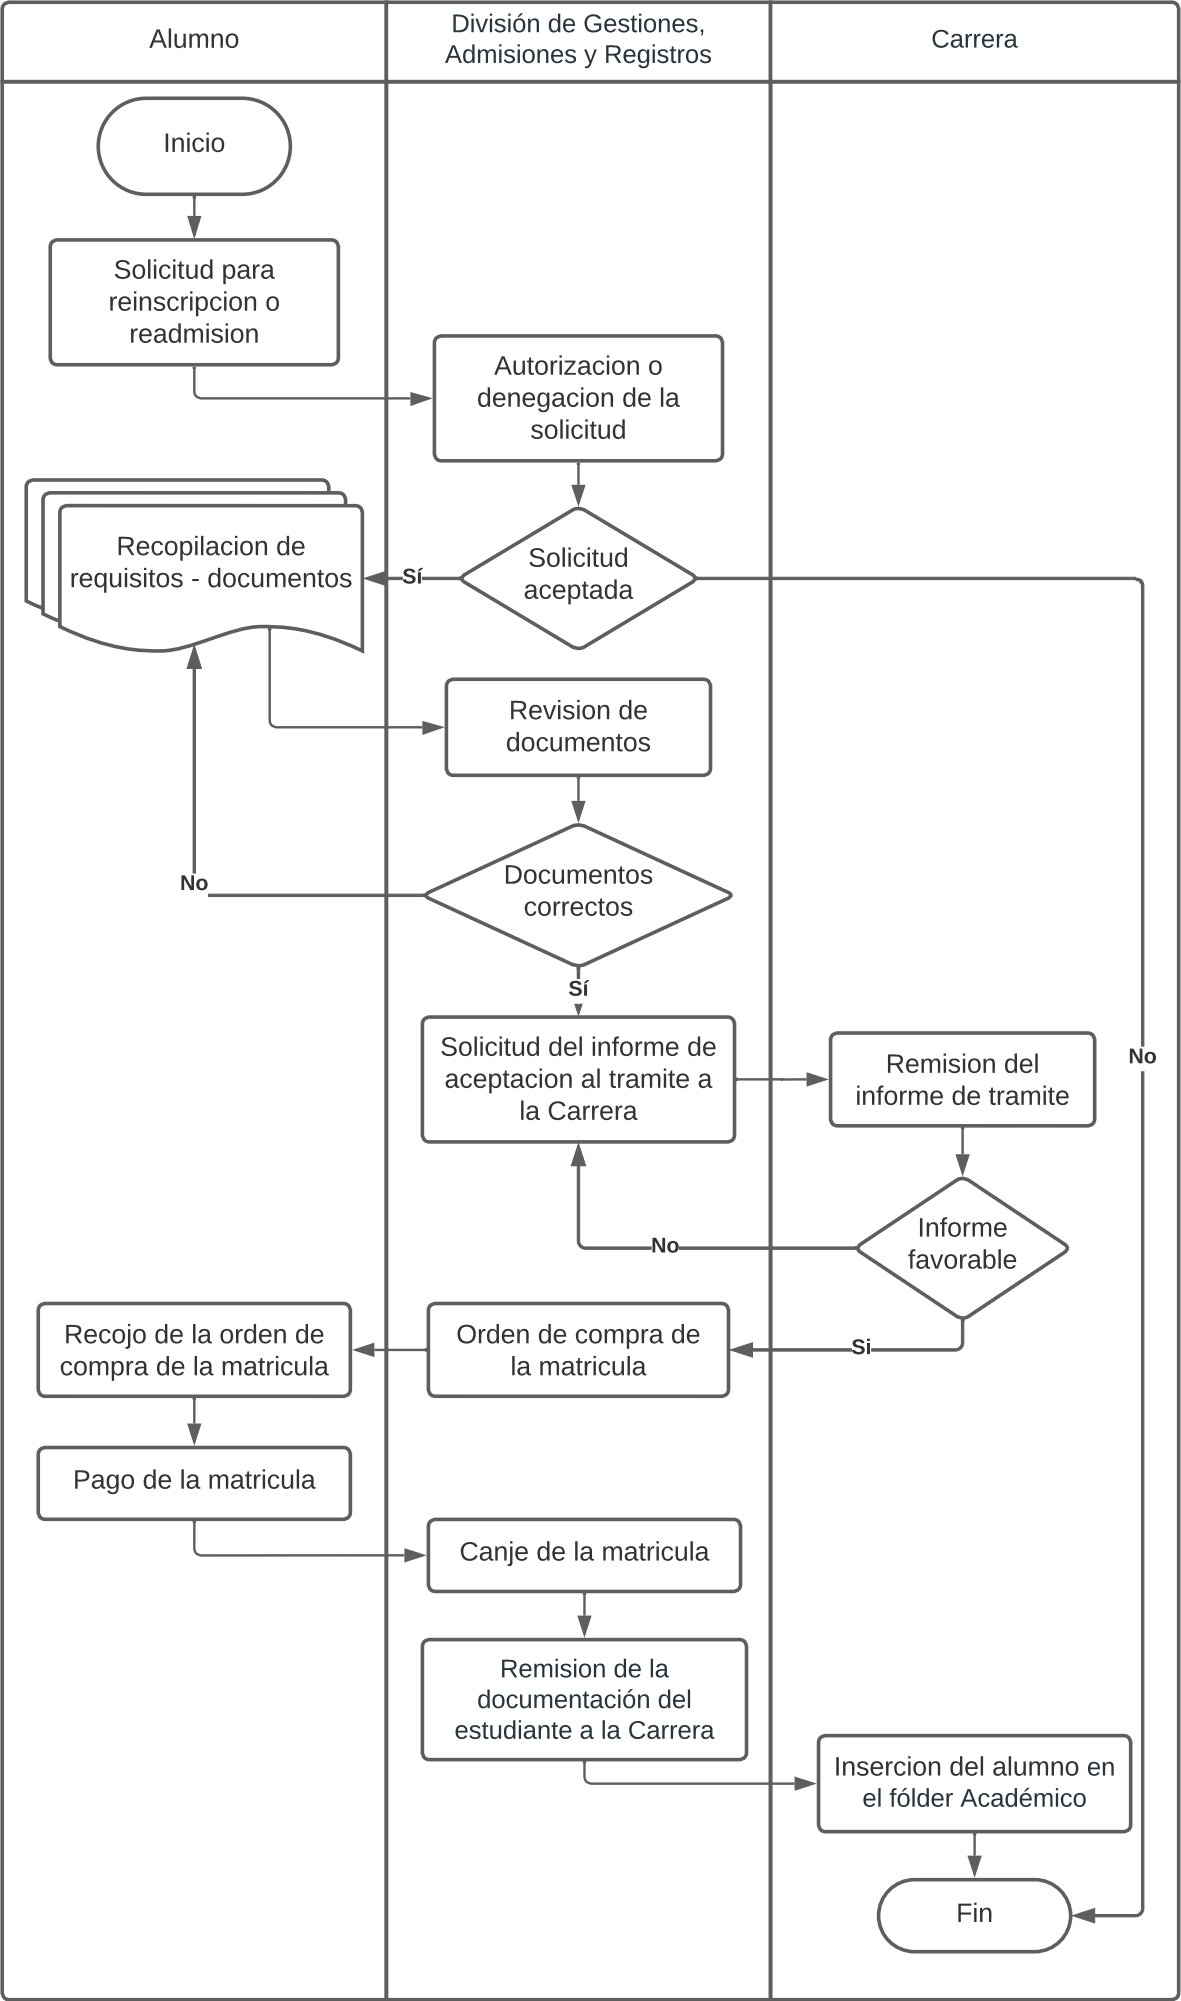 Alumno
División de Gestiones,
Admisiones y Registros
Carrera
Inicio
Solicitud para
reinscripcion o
readmision
Autorizacion o
denegacion de la
solicitud
Solicitud
aceptada
Sí
Recopilacion de
requisitos - documentos
Revision de
documentos
Documentos
correctos
No
Sí
Solicitud del informe de
aceptacion al tramite a
la Carrera
Remision del
informe de tramite
No
Informe
favorable
No
Si
Orden de compra de
la matricula
Recojo de la orden de
compra de la matricula
Pago de la matricula
Canje de la matricula
Remision de la
documentación del
estudiante a la Carrera
Insercion del alumno en
el fólder Académico
Fin